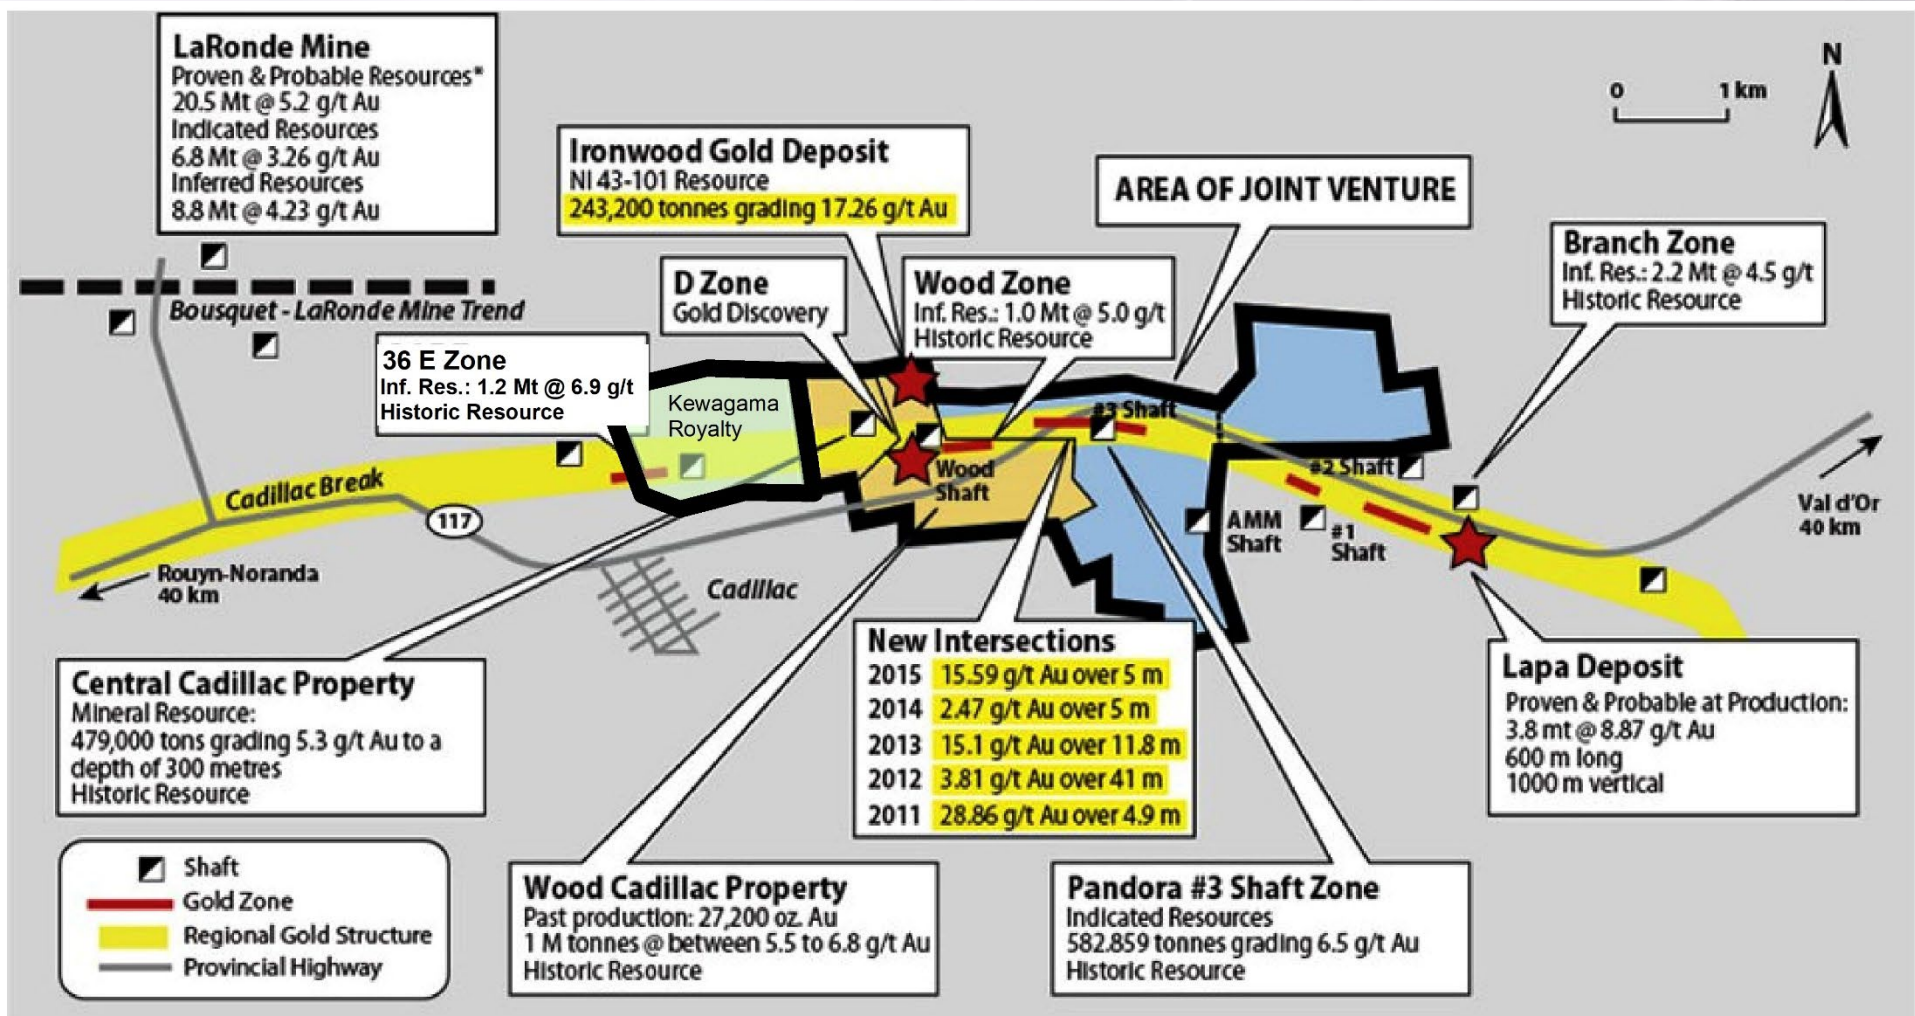 LaRonde Mine
Proven & Probable Resources*
20.5 Mt @ 5.2 g/t Au
Indicated Resources
6.8 Mt @ 3.26 g/t Au
Inferred Resources
8.8 Mt @ 4.23 g/t Au
Ironwood Gold Deposit
NI 43-101 Resource
243,200 tonnes grading 17.26 g/t Au
AREA OF JOINT VENTURE
0 1 km
N
Branch Zone
Inf. Res.: 2.2 Mt @ 4.5 g/t
Historic Resource
D Zone
Gold Discovery
Wood Zone
Inf. Res.: 1.0 Mt @ 5.0 g/t
Historic Resource
Bousquet - LaRonde Mine Trend
36 E Zone
Inf. Res.: 1.2 Mt @ 6.9 g/t
Historic Resource
Kewagama
Royalty
#3 Shaft
Wood
Shaft
#2 Shaft
AMM
Shaft
#1
Shaft
Val d'Or
40 km
Cadillac Break
117
Rouyn-Noranda
40 km
Cadillac
Central Cadillac Property
Mineral Resource:
479,000 tons grading 5.3 g/t Au to a
depth of 300 metres
Historic Resource
New Intersections
2015 15.59 g/t Au over 5 m
2014 2.47 g/t Au over 5 m
2013 15.1 g/t Au over 11.8 m
2012 3.81 g/t Au over 41 m
2011 28.86 g/t Au over 4.9 m
Lapa Deposit
Proven & Probable at Production:
3.8 mt @ 8.87 g/t Au
600 m long
1000 m vertical
Shaft
Gold Zone
Regional Gold Structure
Provincial Highway
Wood Cadillac Property
Past production: 27,200 oz. Au
1 M tonnes @ between 5.5 to 6.8 g/t Au
Historic Resource
Pandora #3 Shaft Zone
Indicated Resources
582.859 tonnes grading 6.5 g/t Au
Historic Resource